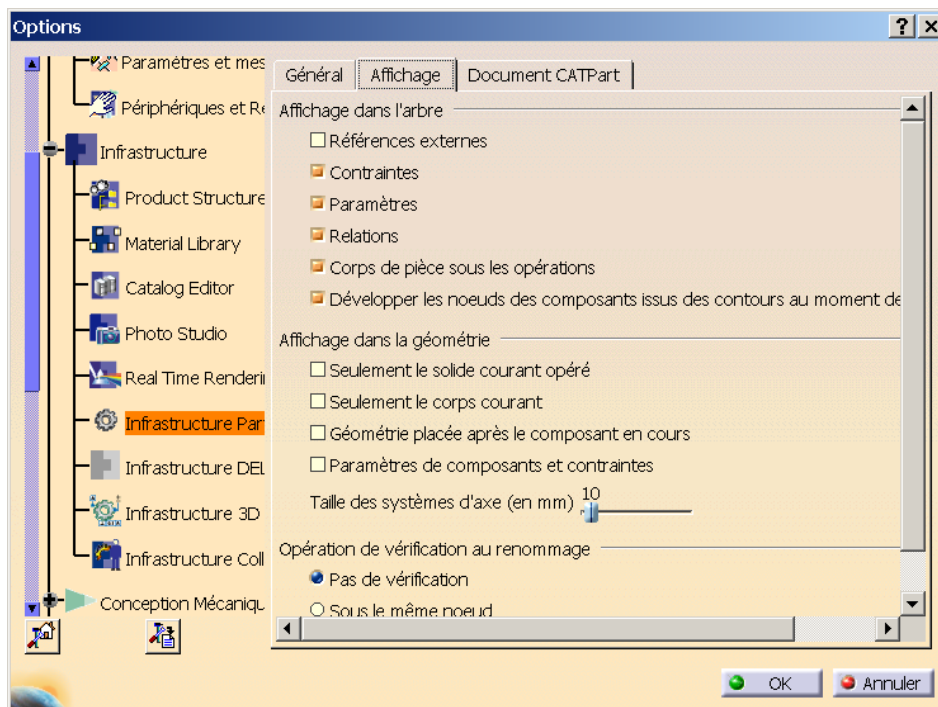 Options
Paramètres et mes
Périphériques et Re
Infrastructure
Product Structure
Material Library
Catalog Editor
Photo Studio
Real Time Renderi
Infrastructure Par
Infrastructure DEL
Infrastructure 3D
Infrastructure Coll
Conception Mécaniqu
Général
Affichage
Document CATPart
Affichage dans l'arbre
Références externes
Contraintes
Paramètres
Relations
Corps de pièce sous les opérations
Développer les noeuds des composants issus des contours au moment de
Affichage dans la géométrie
Seulement le solide courant opéré
Seulement le corps courant
Géométrie placée après le composant en cours
Paramètres de composants et contraintes
Taille des systèmes d'axe (en mm) 10
Opération de vérification au renommage
Pas de vérification
Sous le même noeud
OK
Annuler